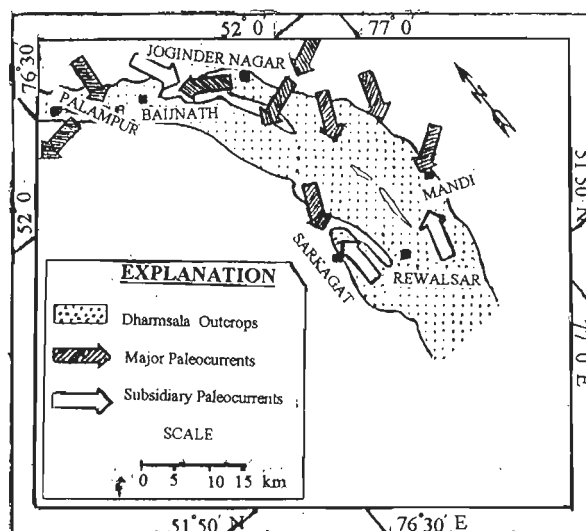 52° 0
77° 0
76° 30
JOGINDER NAGAR
PALAMPUR
BAIJNATH
51° 50 N
MANDI
52 0
SARKAGAT
REWALSAR
77° 0 E
EXPLANATION
Dharmsala Outcrops
Major Paleocurrents
Subsidiary Paleocurrents
SCALE
0 5 10 15 km
51° 50' N
76° 30' E